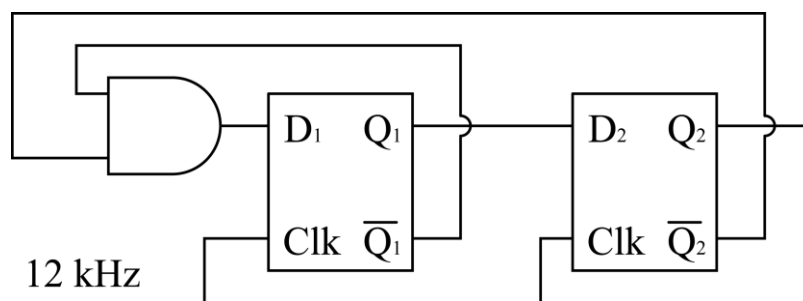 D₁ Q₁ D₂ Q₂
Clk Q̅₁ Clk Q̅₂
12 kHz